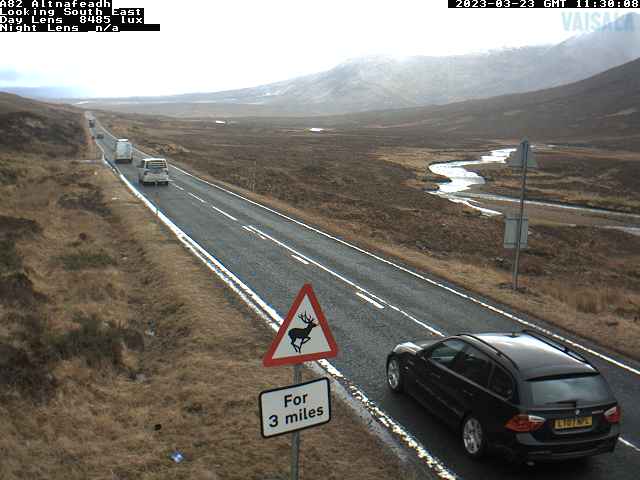 A82 Altnafeadh
Looking South East
Day Lens 8485 lux
Night Lens n/a
2023-03-23 GMT 11:30:08
VAISALA
For
3 miles